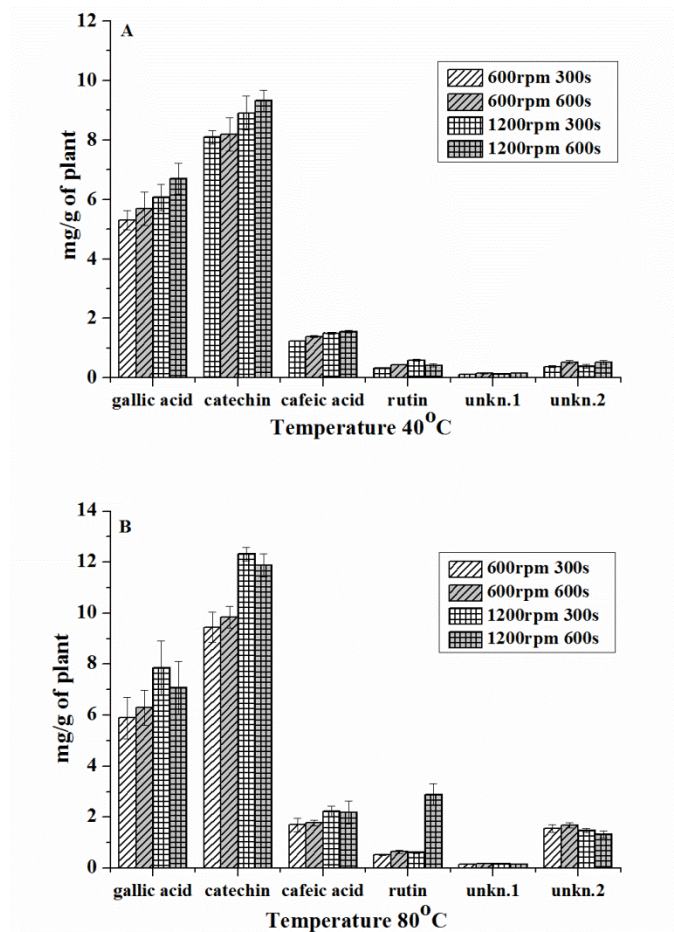 A
12
10
8
6
4
2
0
mg/g of plant
600rpm 300s
600rpm 600s
1200rpm 300s
1200rpm 600s
gallic acid catechin cafeic acid rutin unkn.1 unkn.2
Temperature 40°C
B
14
12
10
8
6
4
2
0
mg/g of plant
600rpm 300s
600rpm 600s
1200rpm 300s
1200rpm 600s
gallic acid catechin cafeic acid rutin unkn.1 unkn.2
Temperature 80°C